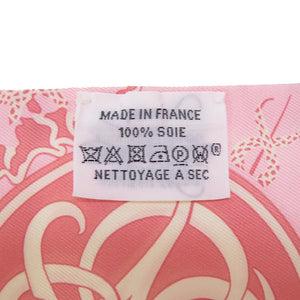 MADE IN FRANCE
100% SOIE
P W ®
NETTOYAGE A SEC